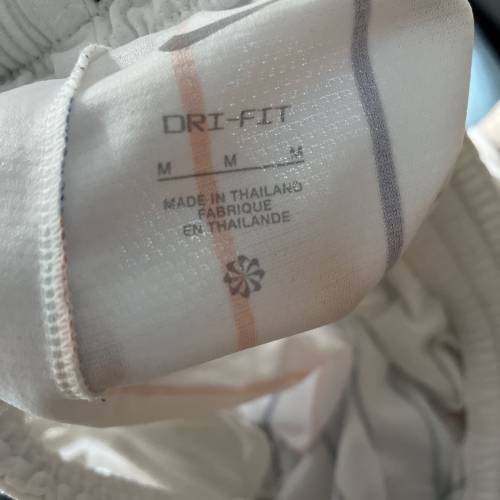 DRI-FIT
M M M
MADE IN THAILAND
FABRIQUE
EN THAILANDE